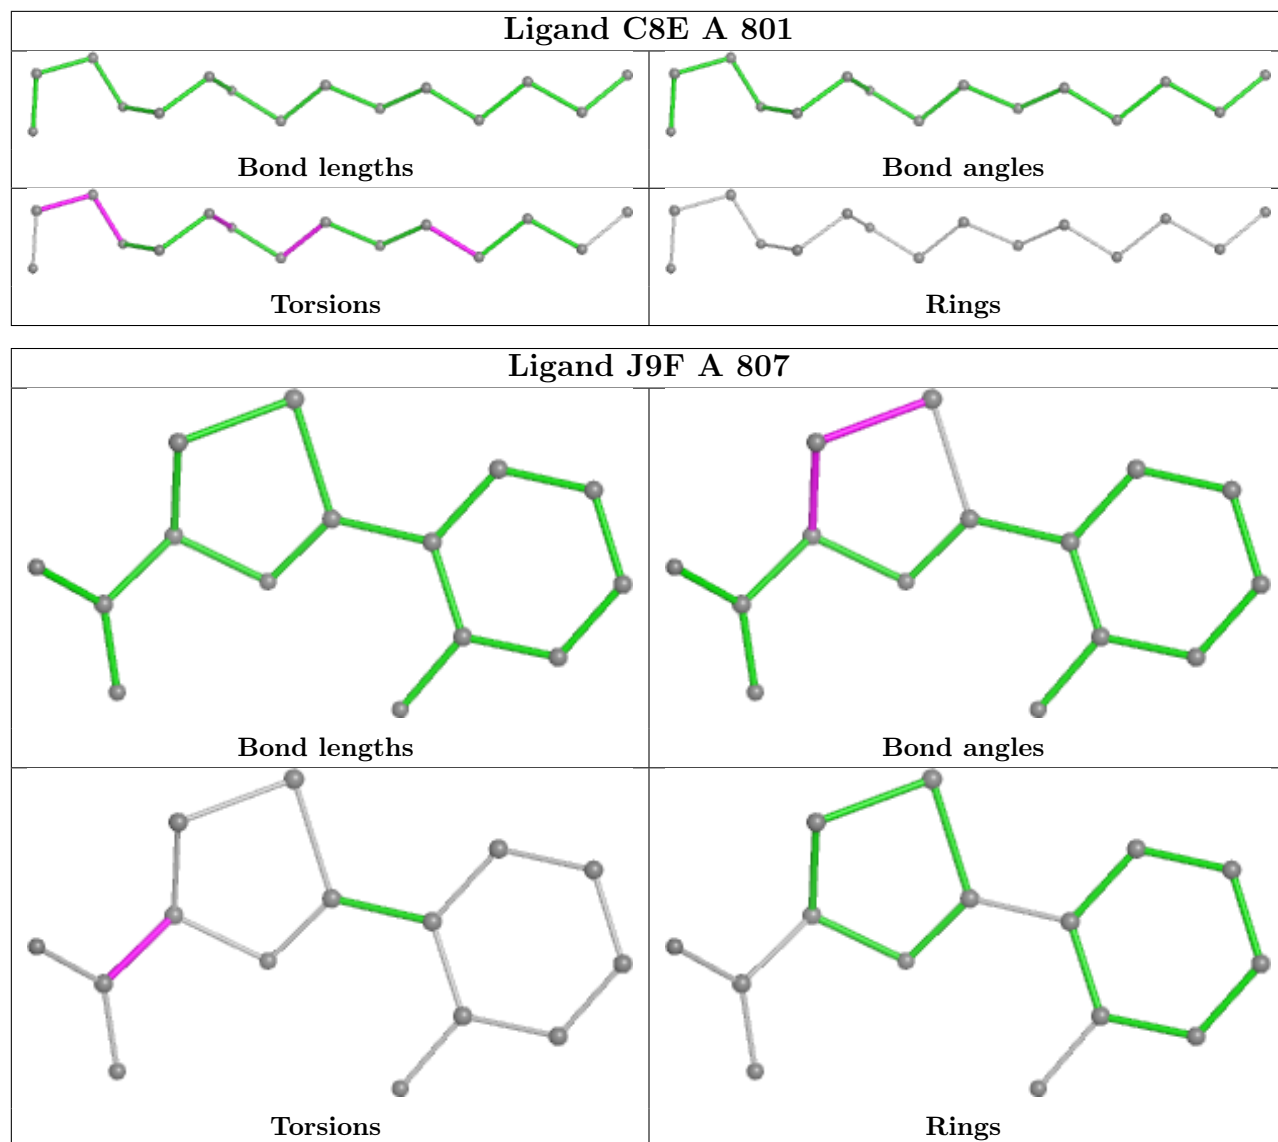 Ligand C8E A 801
Bond lengths
Bond angles
Torsions
Rings
Ligand J9F A 807
Bond lengths
Bond angles
Torsions
Rings